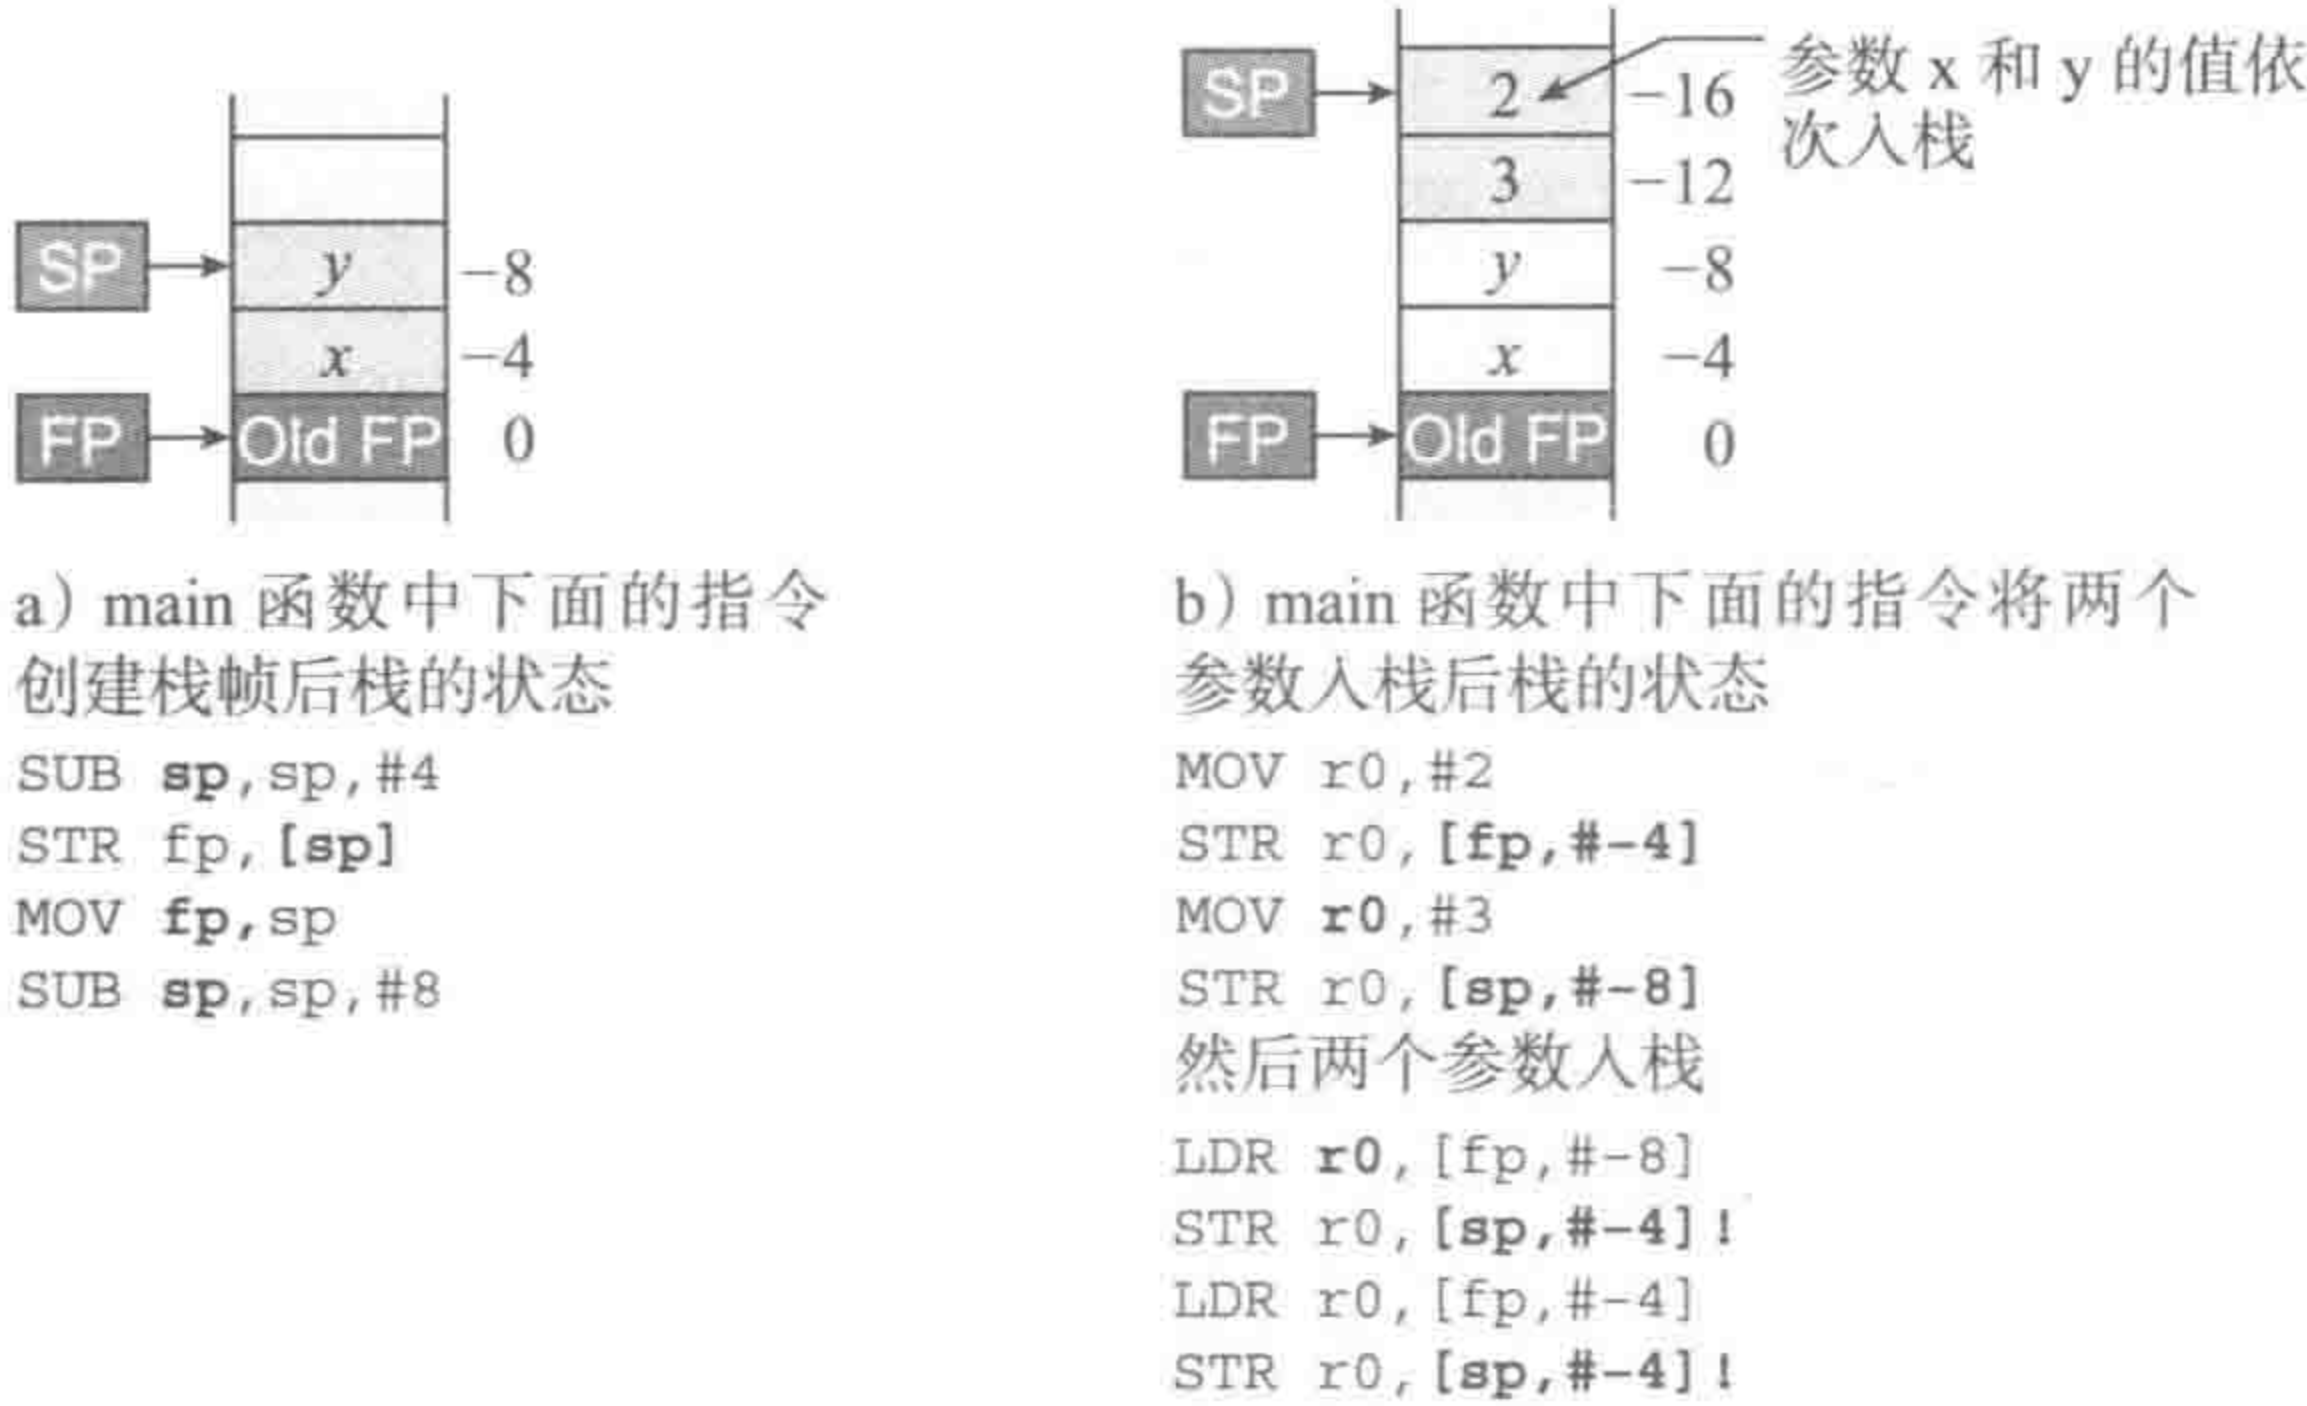 SP
y
-8
x
-4
FP
Old FP
0
a) main 函数中下面的指令
创建栈帧后栈的状态
SUB sp,sp,#4
STR fp,[sp]
MOV fp,sp
SUB sp,sp,#8
SP
2
-16
参数 x 和 y 的值依
次入栈
3
-12
y
-8
x
-4
FP
Old FP
0
b) main 函数中下面的指令将两个
参数入栈后栈的状态
MOV r0,#2
STR r0,[fp,#-4]
MOV r0,#3
STR r0,[sp,#-8]
然后两个参数入栈
LDR r0,[fp,#-8]
STR r0,[sp,#-4]!
LDR r0,[fp,#-4]
STR r0,[sp,#-4]!